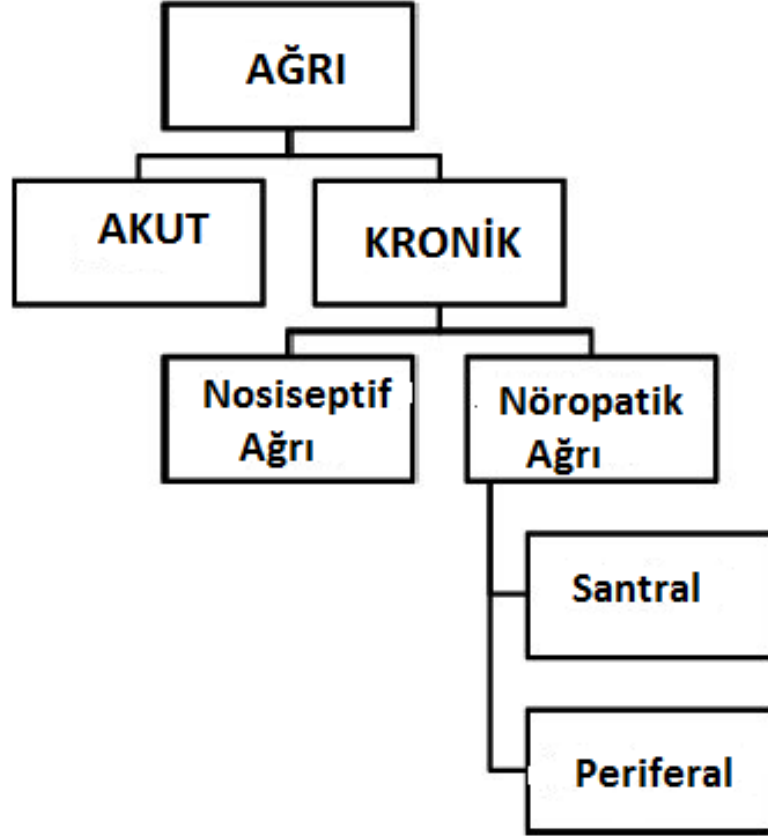 AĞRI
AKUT
KRONİK
Nosiseptif
Ağrı
Nöropatik
Ağrı
Santral
Periferal